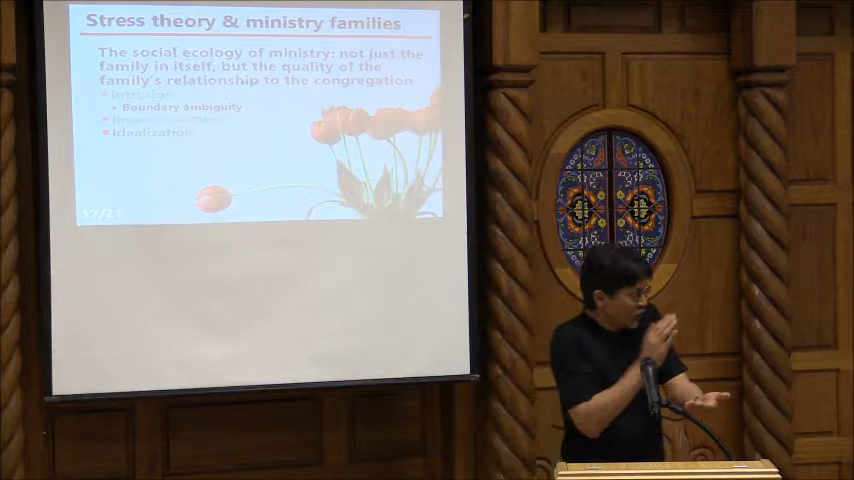 Stress theory & ministry families
The social ecology of ministry: not just the
family in itself, but the quality of the
family's relationship to the congregation
Intrusion
Boundary ambiguity
Idealization
17/21